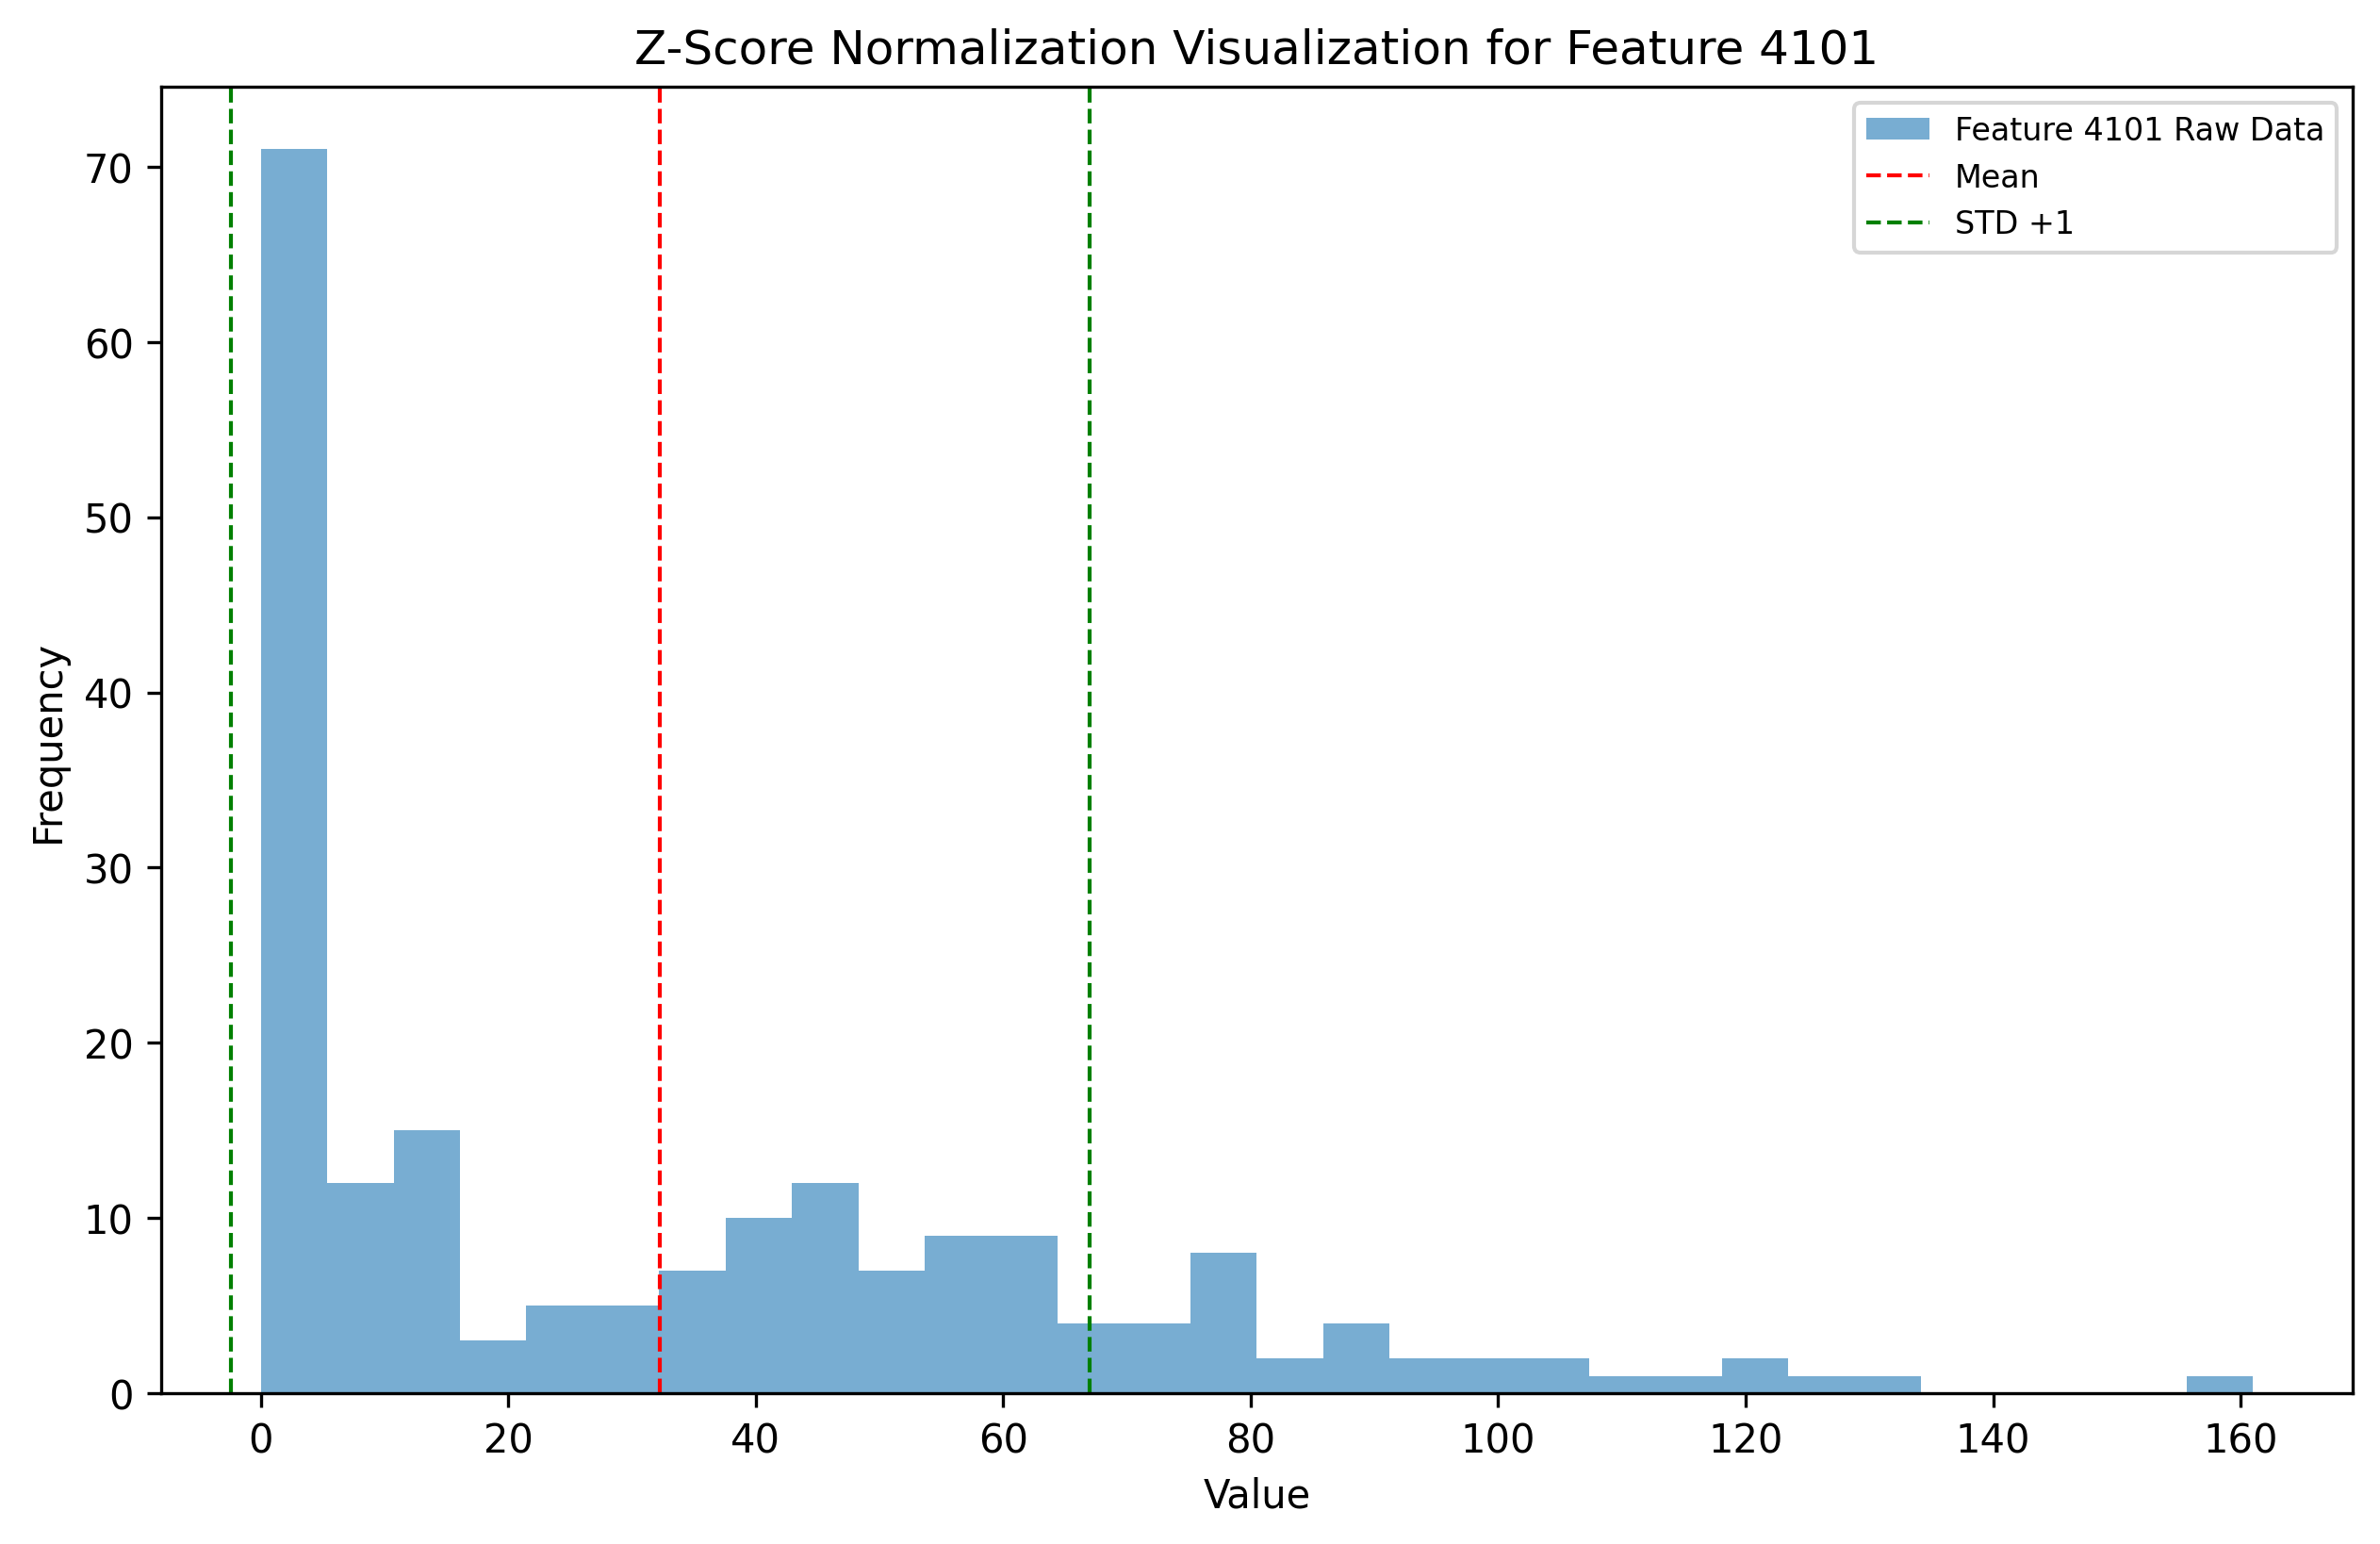 Z-Score Normalization Visualization for Feature 4101
Feature 4101 Raw Data
Mean
STD +1
Frequency
70
60
50
40
30
20
10
0
0 20 40 60 80 100 120 140 160
Value